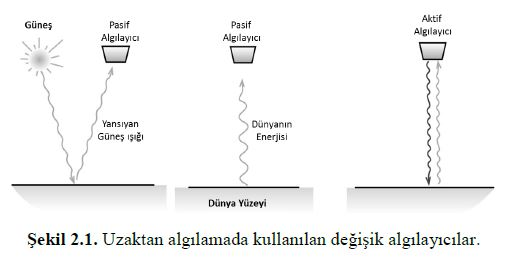 Güneş
Pasif
Algılayıcı
Yansıyan
Güneş ışığı
Pasif
Algılayıcı
Dünyanın
Enerjisi
Dünya Yüzeyi
Aktif
Algılayıcı
Şekil 2.1. Uzaktan algılamada kullanılan değişik algılayıcılar.